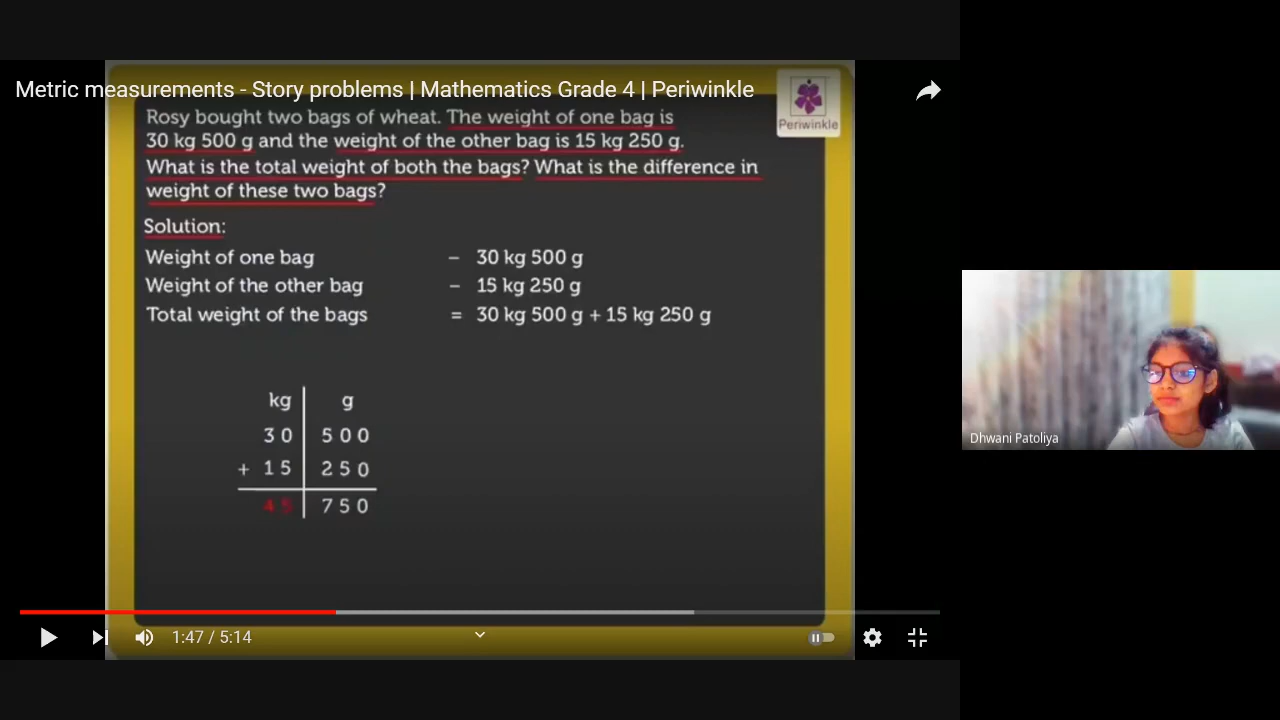 Metric measurements - Story problems | Mathematics Grade 4 | Periwinkle
Periwinkle
Rosy bought two bags of wheat. The weight of one bag is
30 kg 500 g and the weight of the other bag is 15 kg 250 g.
What is the total weight of both the bags? What is the difference in
weight of these two bags?
Solution:
Weight of one bag – 30 kg 500 g
Weight of the other bag – 15 kg 250 g
Total weight of the bags = 30 kg 500 g + 15 kg 250 g
kg g
30 500
+ 15 250
45 750
1:47 / 5:14
Dhwani Patoliya